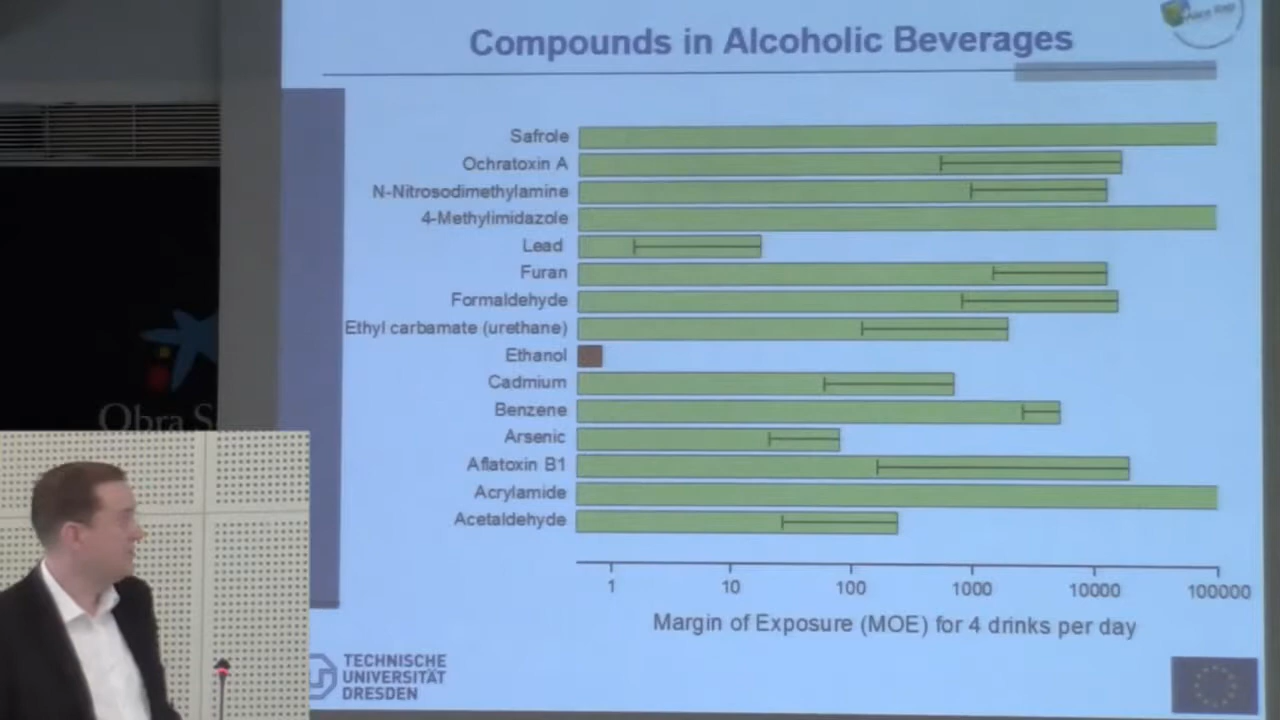 Compounds in Alcoholic Beverages
Safrole
Ochratoxin A
N-Nitrosodimethylamine
4-Methylimidazole
Lead
Furan
Formaldehyde
Ethyl carbamate (urethane)
Ethanol
Cadmium
Benzene
Arsenic
Aflatoxin B1
Acrylamide
Acetaldehyde
1 10 100 1000 10000 100000
Margin of Exposure (MOE) for 4 drinks per day
TECHNISCHE
UNIVERSITÄT
DRESDEN
Obra S